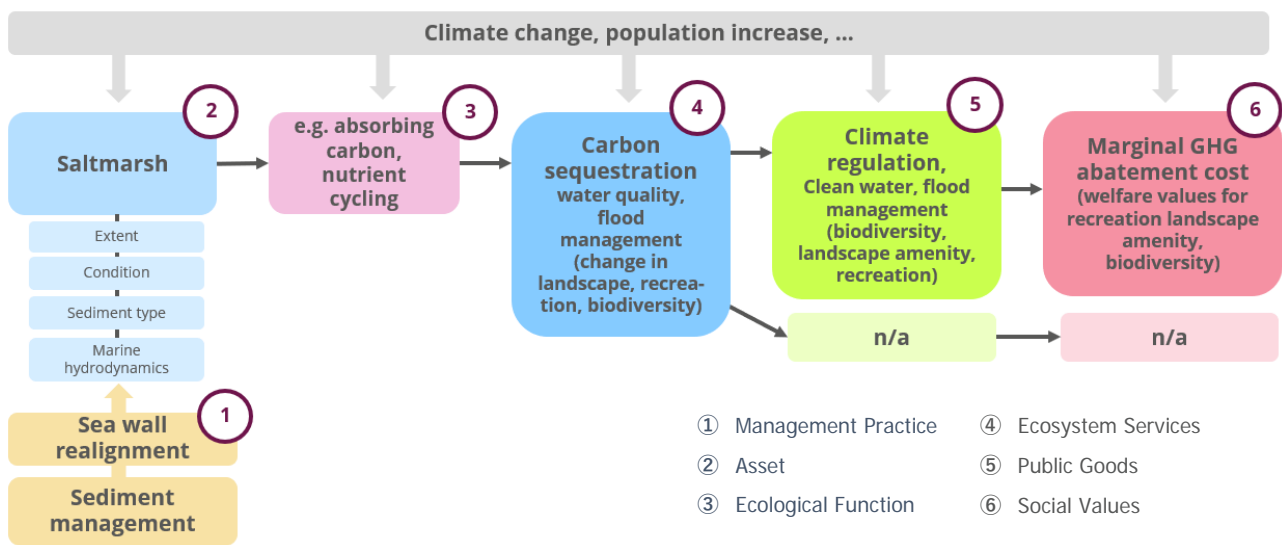 Climate change, population increase, ...
2
Saltmarsh
3
e.g. absorbing
carbon,
nutrient
cycling
4
Carbon
sequestration
water quality,
flood
management
(change in
landscape, recrea-
tion, biodiversity)
5
Climate
regulation,
Clean water, flood
management
(biodiversity,
landscape amenity,
recreation)
6
Marginal GHG
abatement cost
(welfare values for
recreation landscape
amenity,
biodiversity)
Extent
Condition
Sediment type
Marine
hydrodynamics
n/a
n/a
1
Sea wall
realignment
Sediment
management
① Management Practice
② Asset
③ Ecological Function
④ Ecosystem Services
⑤ Public Goods
⑥ Social Values